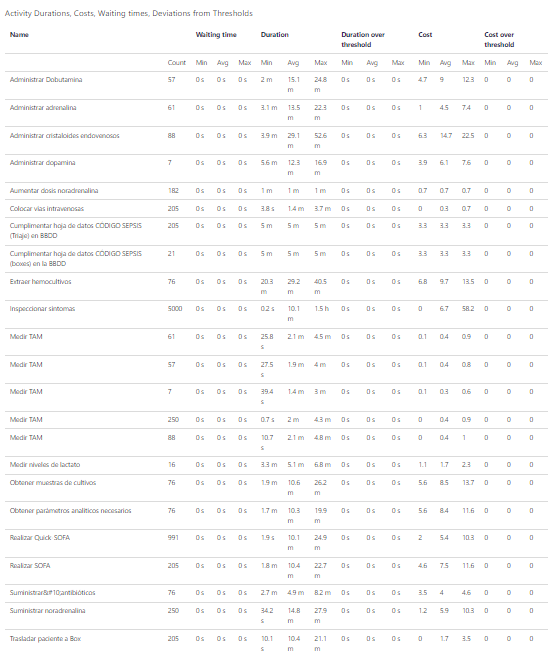 Activity Durations, Costs, Waiting times, Deviations from Thresholds
Name Waiting time Duration Duration over threshold Cost Cost over threshold
Count Min Avg Max Min Avg Max Min Avg Max Min Avg Max Min Avg Max
Administrar Dobutamina 57 0 s 0 s 0 s 2 m 15.1 m 24.8 m 0 s 0 s 0 s 4.7 9 12.3 0 0 0
Administrar adrenalina 61 0 s 0 s 0 s 3.1 m 13.5 m 22.3 m 0 s 0 s 0 s 1 4.5 7.4 0 0 0
Administrar cristaloides endovenosos 88 0 s 0 s 0 s 3.9 m 29.1 m 52.6 m 0 s 0 s 0 s 6.3 14.7 22.5 0 0 0
Administrar dopamina 7 0 s 0 s 0 s 5.6 m 12.3 m 16.9 m 0 s 0 s 0 s 3.9 6.1 7.6 0 0 0
Aumentar dosis noradrenalina 182 0 s 0 s 0 s 1 m 1 m 1 m 0 s 0 s 0 s 0.7 0.7 0.7 0 0 0
Colocar vías intravenosas 205 0 s 0 s 0 s 3.8 s 1.4 m 3.7 m 0 s 0 s 0 s 0 0.3 0.7 0 0 0
Cumplimentar hoja de datos CODIGO SEPSIS (Triaje) en BBDD 205 0 s 0 s 0 s 5 m 5 m 5 m 0 s 0 s 0 s 3.3 3.3 3.3 0 0 0
Cumplimentar hoja de datos CODIGO SEPSIS (boxes) en la BBDD 21 0 s 0 s 0 s 5 m 5 m 5 m 0 s 0 s 0 s 3.3 3.3 3.3 0 0 0
Extraer hemocultivos 76 0 s 0 s 0 s 20.3 m 29.2 m 40.5 m 0 s 0 s 0 s 6.8 9.7 13.5 0 0 0
Inspeccionar síntomas 5000 0 s 0 s 0 s 0.2 s 10.1 m 1.5 h 0 s 0 s 0 s 0 6.7 58.2 0 0 0
Medir TAM 61 0 s 0 s 0 s 25.8 s 2.1 m 4.5 m 0 s 0 s 0 s 0.1 0.4 0.9 0 0 0
Medir TAM 57 0 s 0 s 0 s 27.5 s 1.9 m 4 m 0 s 0 s 0 s 0.1 0.4 0.8 0 0 0
Medir TAM 7 0 s 0 s 0 s 39.4 s 1.4 m 3 m 0 s 0 s 0 s 0.1 0.3 0.6 0 0 0
Medir TAM 250 0 s 0 s 0 s 0.7 s 2 m 4.3 m 0 s 0 s 0 s 0 0.4 0.9 0 0 0
Medir TAM 88 0 s 0 s 0 s 10.7 s 2.1 m 4.8 m 0 s 0 s 0 s 0 0.4 1 0 0 0
Medir niveles de lactato 16 0 s 0 s 0 s 3.3 m 5.1 m 6.8 m 0 s 0 s 0 s 1.1 1.7 2.3 0 0 0
Obtener muestras de cultivos 76 0 s 0 s 0 s 1.9 m 10.6 m 26.2 m 0 s 0 s 0 s 5.6 8.5 13.7 0 0 0
Obtener parámetros analíticos necesarios 76 0 s 0 s 0 s 1.7 m 10.3 m 19.9 m 0 s 0 s 0 s 5.6 8.4 11.6 0 0 0
Realizar Quick SOFA 991 0 s 0 s 0 s 1.9 s 10.1 m 24.9 m 0 s 0 s 0 s 2 5.4 10.3 0 0 0
Realizar SOFA 205 0 s 0 s 0 s 1.8 m 10.4 m 22.7 m 0 s 0 s 0 s 4.6 7.5 11.6 0 0 0
Suministrar&#10;antibióticos 76 0 s 0 s 0 s 2.7 m 4.9 m 8.2 m 0 s 0 s 0 s 3.5 4 4.6 0 0 0
Suministrar noradrenalina 250 0 s 0 s 0 s 34.2 s 14.8 m 27.9 m 0 s 0 s 0 s 1.2 5.9 10.3 0 0 0
Trasladar paciente a Box 205 0 s 0 s 0 s 10.1 s 10.4 m 21.1 m 0 s 0 s 0 s 0 1.7 3.5 0 0 0